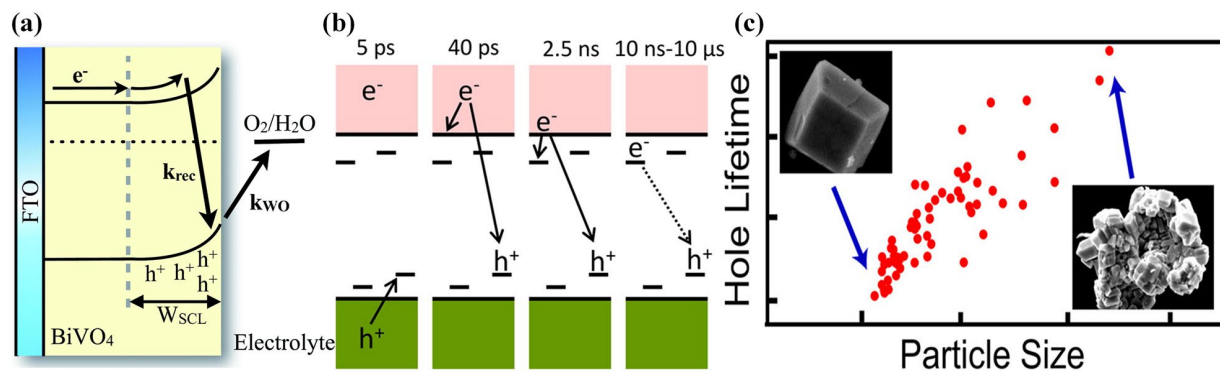 (a)
e⁻
O₂/H₂O
k_rec
k_WO
FTO
h⁺
h⁺ h⁺
h⁺
W_SCL
BiVO₄
Electrolyte
(b)
5 ps 40 ps 2.5 ns 10 ns-10 µs
e⁻ e⁻
e⁻
e⁻
h⁺ h⁺ h⁺
h⁺
(c)
Hole Lifetime
Particle Size